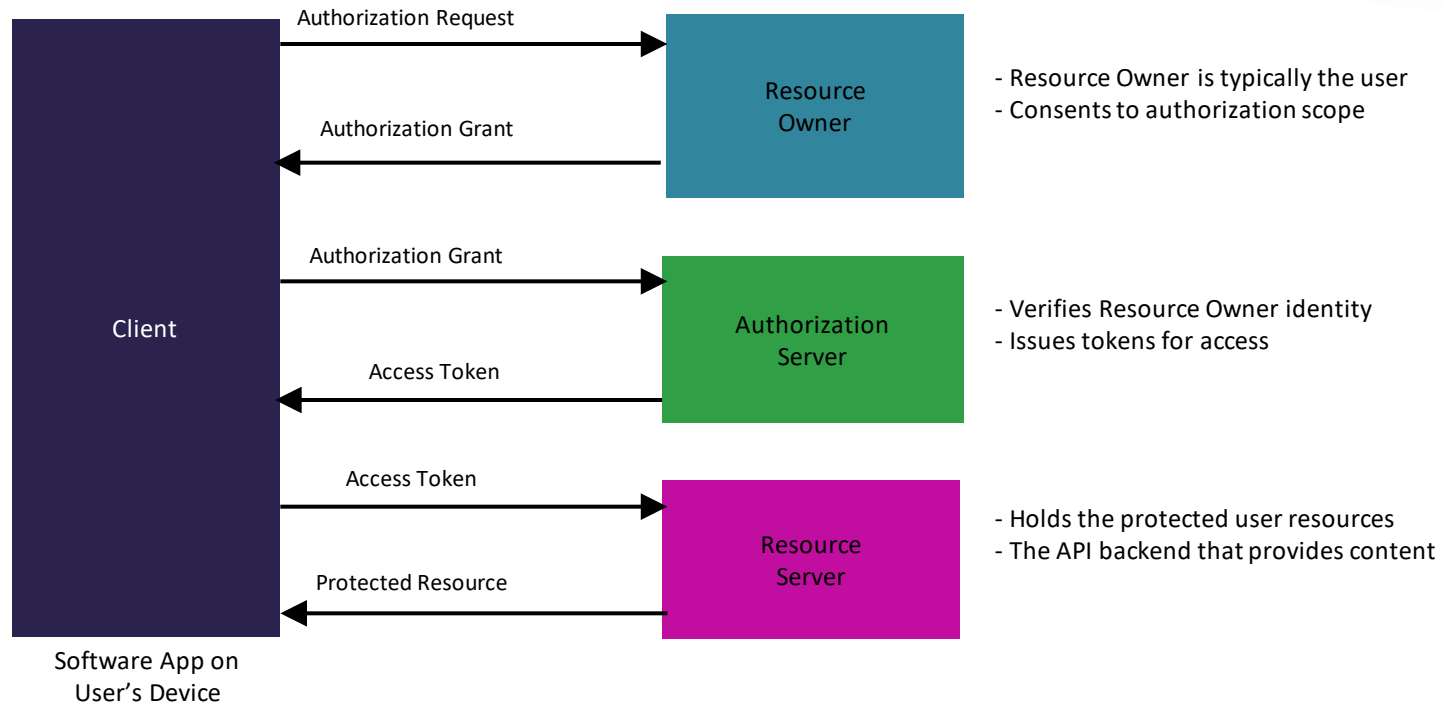 Authorization Request
Resource
Owner
- Resource Owner is typically the user
- Consents to authorization scope
Authorization Grant
Authorization Grant
Client
Authorization
Server
- Verifies Resource Owner identity
- Issues tokens for access
Access Token
Access Token
Resource
Server
- Holds the protected user resources
- The API backend that provides content
Protected Resource
Software App on
User’s Device